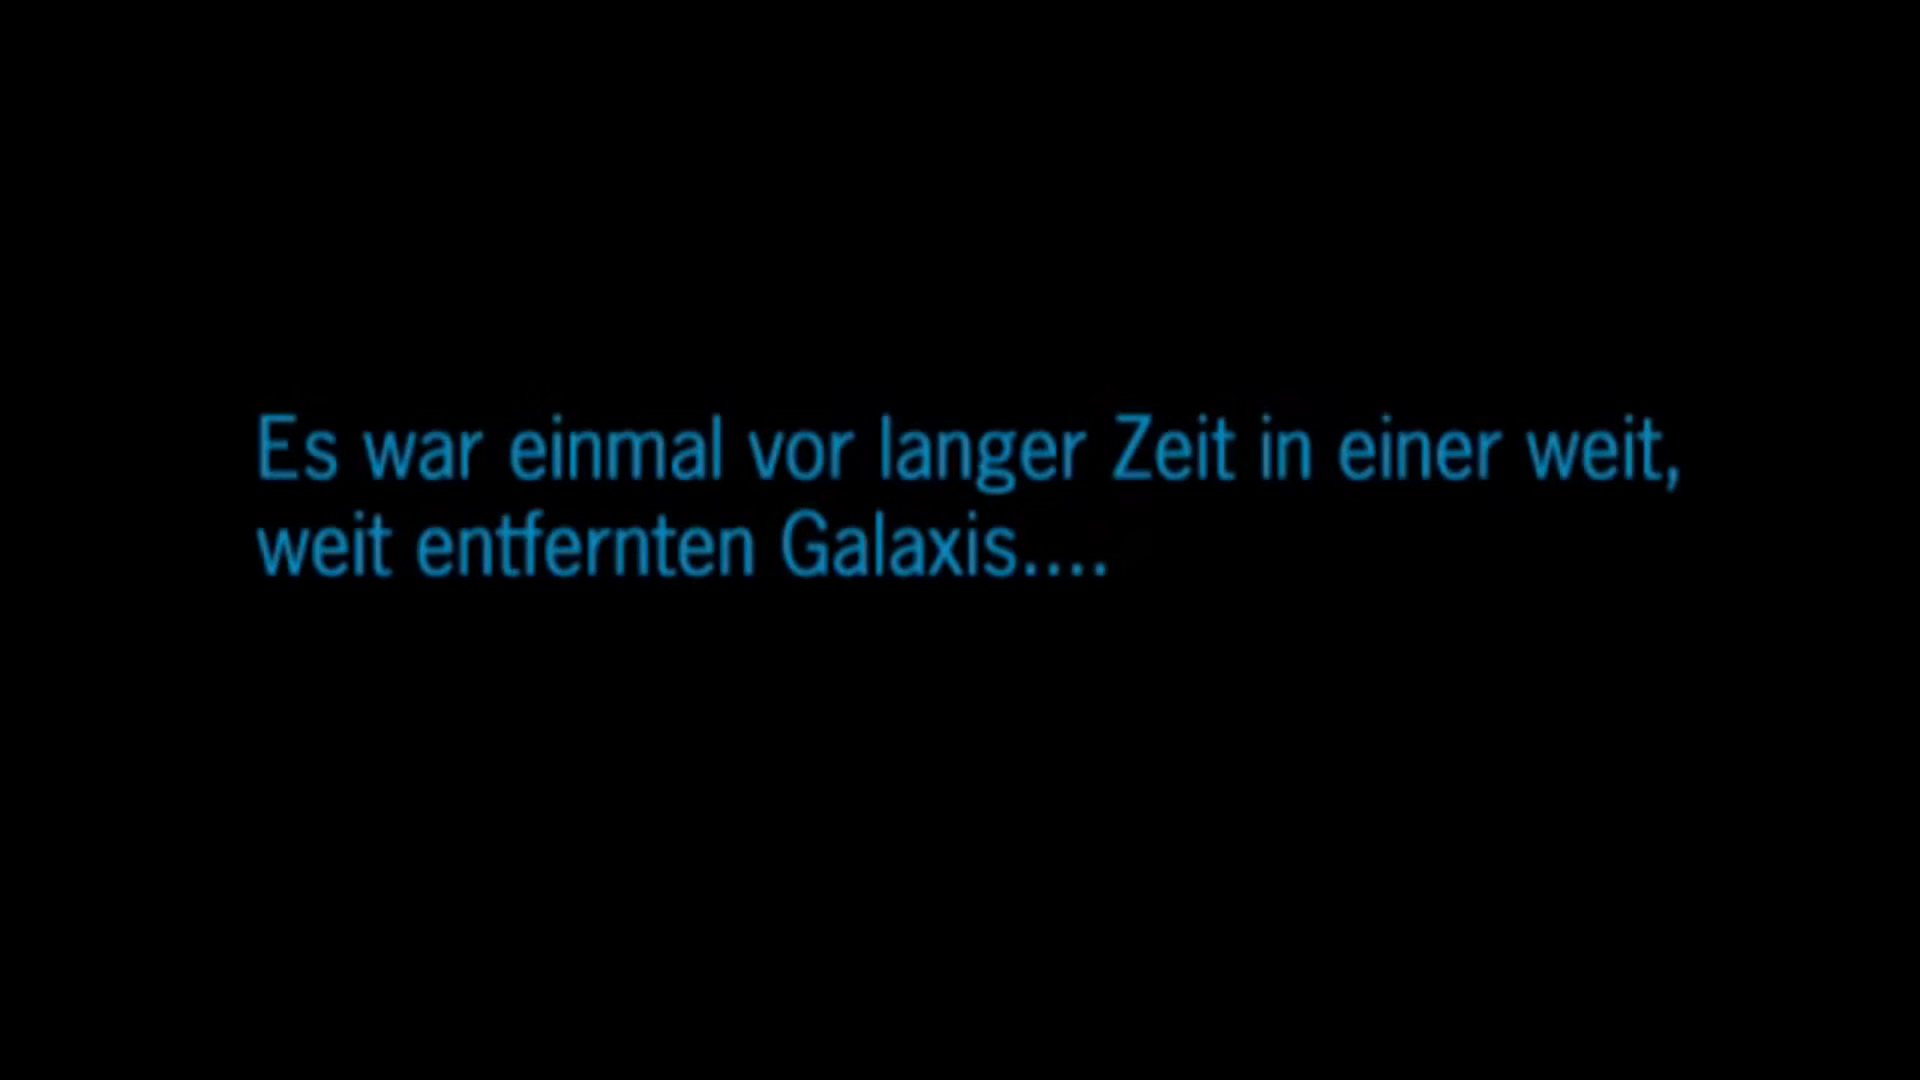 Es war einmal vor langer Zeit in einer weit,
weit entfernten Galaxis....